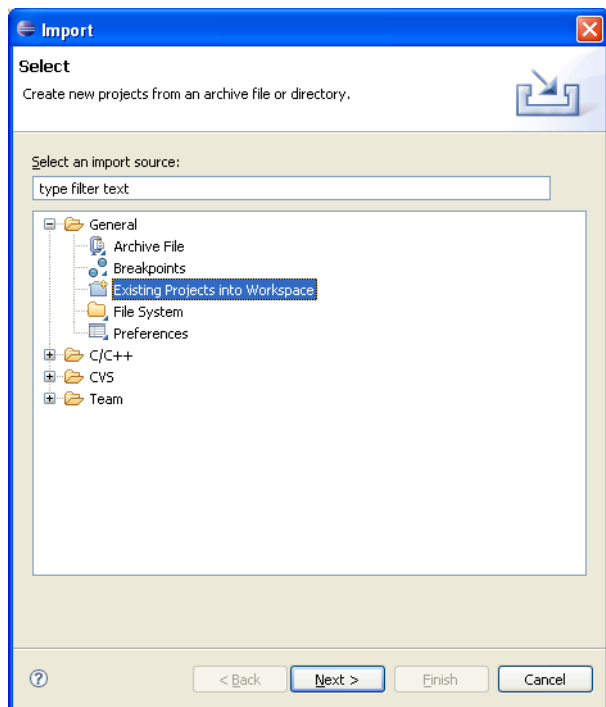 Import
Select
Create new projects from an archive file or directory.
Select an import source:
type filter text
General
Archive File
Breakpoints
Existing Projects into Workspace
File System
Preferences
C/C++
CVS
Team
? < Back Next > Finish Cancel